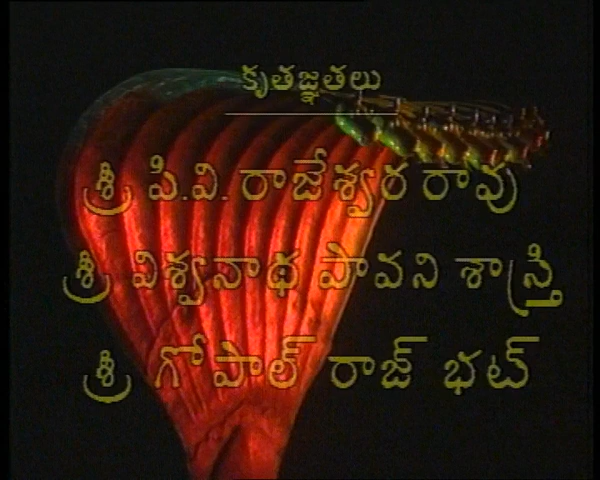 కృతజ్ఞతలు
శ్రీ పి.వి. రాజేశ్వర రావు
శ్రీ విశ్వనాథ పావని శాస్త్రి
శ్రీ గోపాల్ రాజ్ భట్